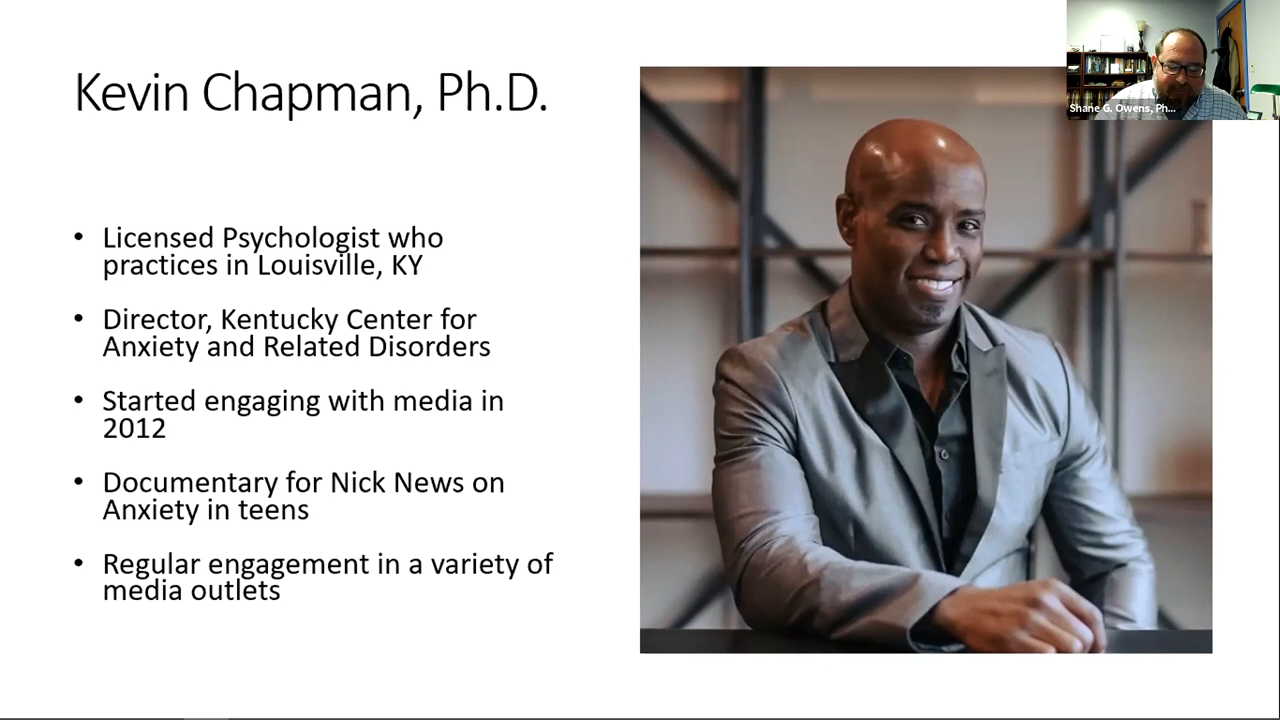 Kevin Chapman, Ph.D.
Shane G. Owens, Ph...
• Licensed Psychologist who
practices in Louisville, KY
• Director, Kentucky Center for
Anxiety and Related Disorders
• Started engaging with media in
2012
• Documentary for Nick News on
Anxiety in teens
• Regular engagement in a variety of
media outlets